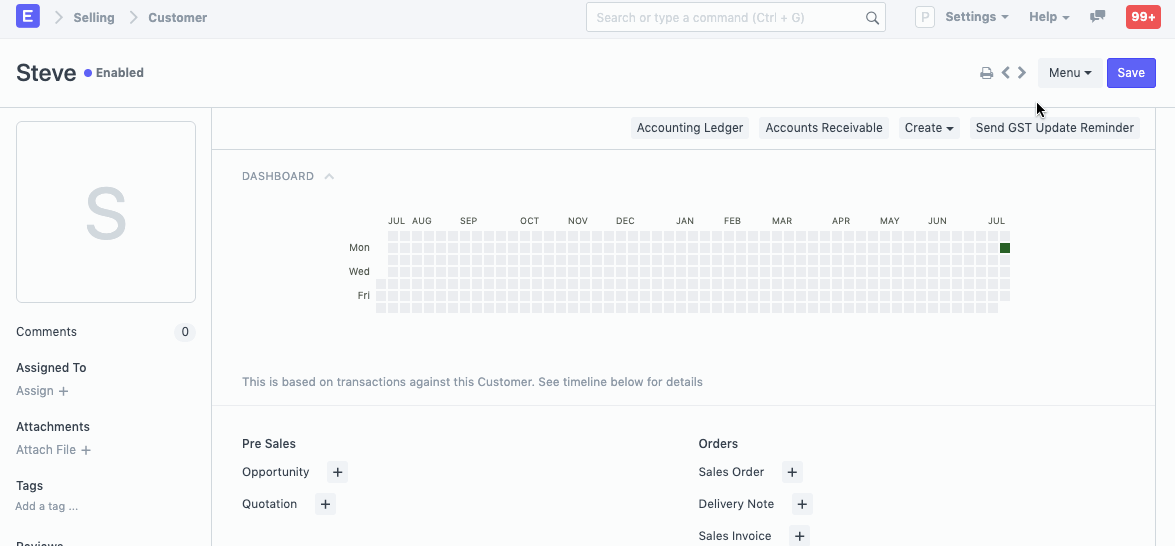 E Selling Customer Search or type a command (Ctrl + G) P Settings Help 99+
Steve Enabled Menu Save
Accounting Ledger Accounts Receivable Create Send GST Update Reminder
S
DASHBOARD
JUL AUG SEP OCT NOV DEC JAN FEB MAR APR MAY JUN JUL
Mon
Wed
Fri
Comments 0
Assigned To
Assign +
This is based on transactions against this Customer. See timeline below for details
Attachments
Attach File +
Pre Sales Orders
Opportunity + Sales Order +
Tags
Add a tag ...
Quotation + Delivery Note +
Sales Invoice +
Reviews